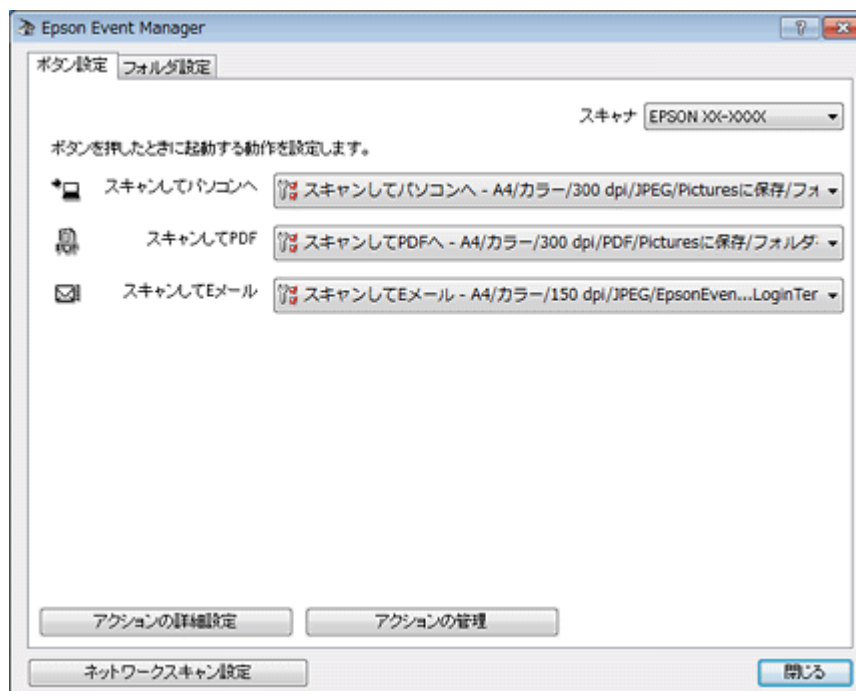 Epson Event Manager
ボタン設定 フォルダ設定
スキャナ EPSON XX-XXXX
ボタンを押したときに起動する動作を設定します。
スキャンしてパソコンへ スキャンしてパソコンへ - A4/カラー/300 dpi/JPEG/Picturesに保存/フォ
スキャンしてPDF スキャンしてPDFへ - A4/カラー/300 dpi/PDF/Picturesに保存/フォルダ:
スキャンしてEメール スキャンしてEメール - A4/カラー/150 dpi/JPEG/EpsonEven...LoginTer
アクションの詳細設定 アクションの管理
ネットワークスキャン設定 閉じる